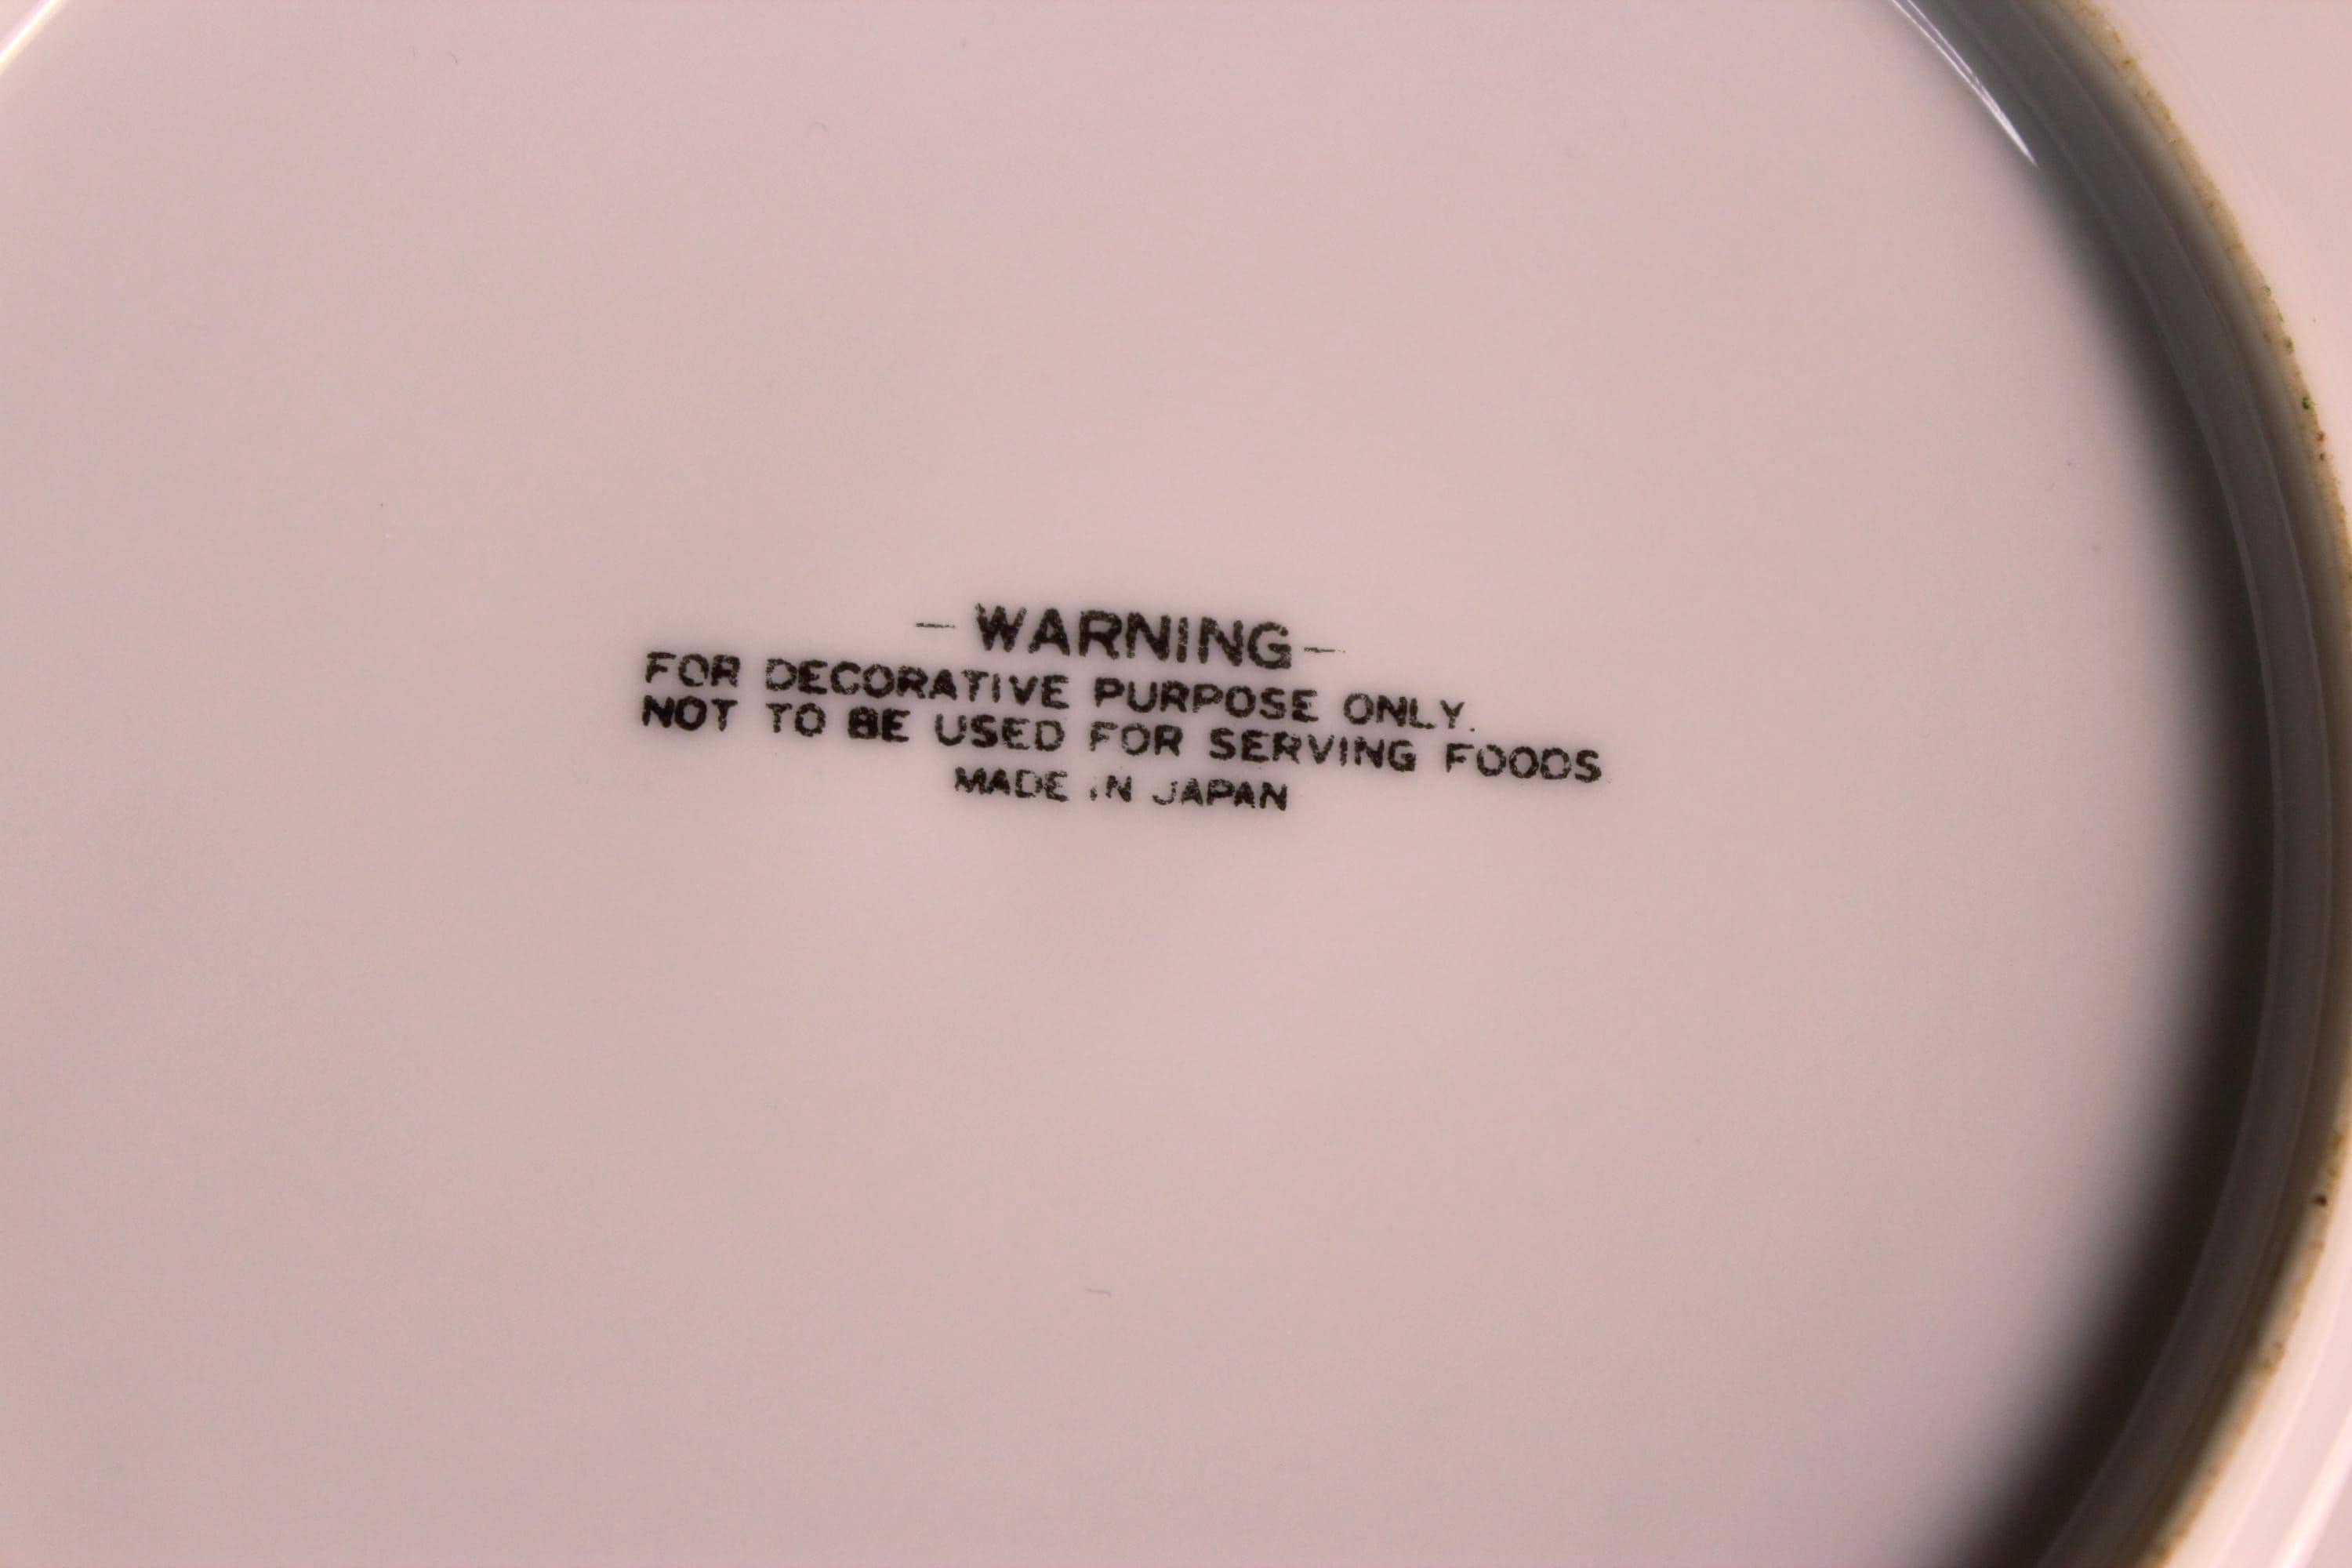 - WARNING -
FOR DECORATIVE PURPOSE ONLY.
NOT TO BE USED FOR SERVING FOODS
MADE IN JAPAN